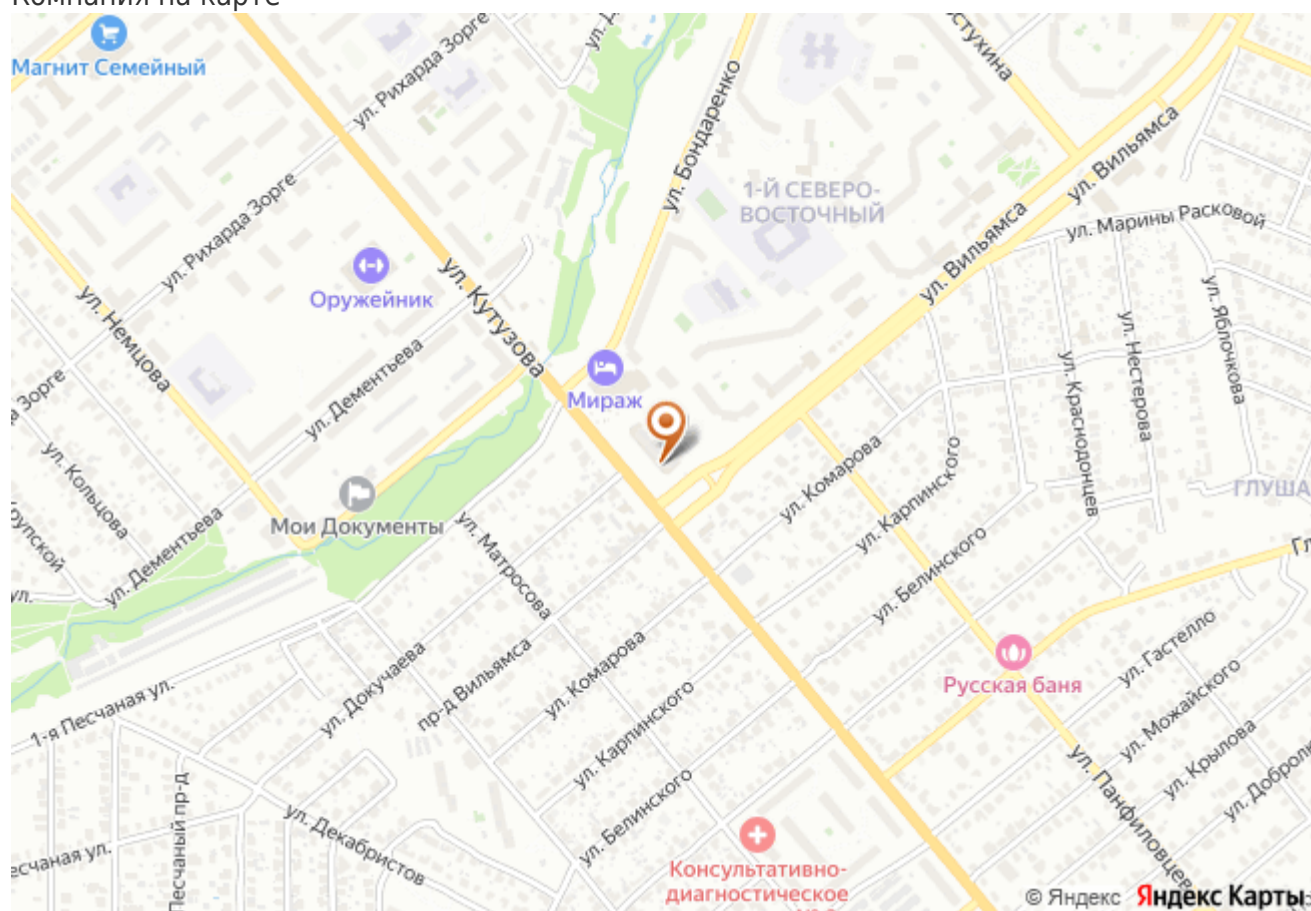 Компания на карте
Магнит Семейный
ул. Рихарда Зорге
ул. Бондаренко
1-Й СЕВЕРО-
ВОСТОЧНЫЙ
ул. Вильямса
ул. Вильямса
ул. Марины Расковой
ул. Рихарда Зорге
Оружейник
ул. Кутузова
ул. Немцова
ул. Яблочкова
ул. Нестерова
ул. Краснодонцев
ул. Дементьева
Мираж
ул. Кольцова
ГЛУША
ул. Комарова
ул. Карпинского
Мои Документы
ул. Белинского
ул. Дементьева
ул. Матросова
ул. Гастелло
Русская баня
ул. Докучаева
пр-д Вильямса
ул. Комарова
1-я Песчаная ул.
ул. Можайского
ул. Карпинского
ул. Крылова
ул. Панфиловцев
Песчаный пр-д
ул. Декабристов
ул. Белинского
Консультативно-
диагностическое
© Яндекс Яндекс Карты